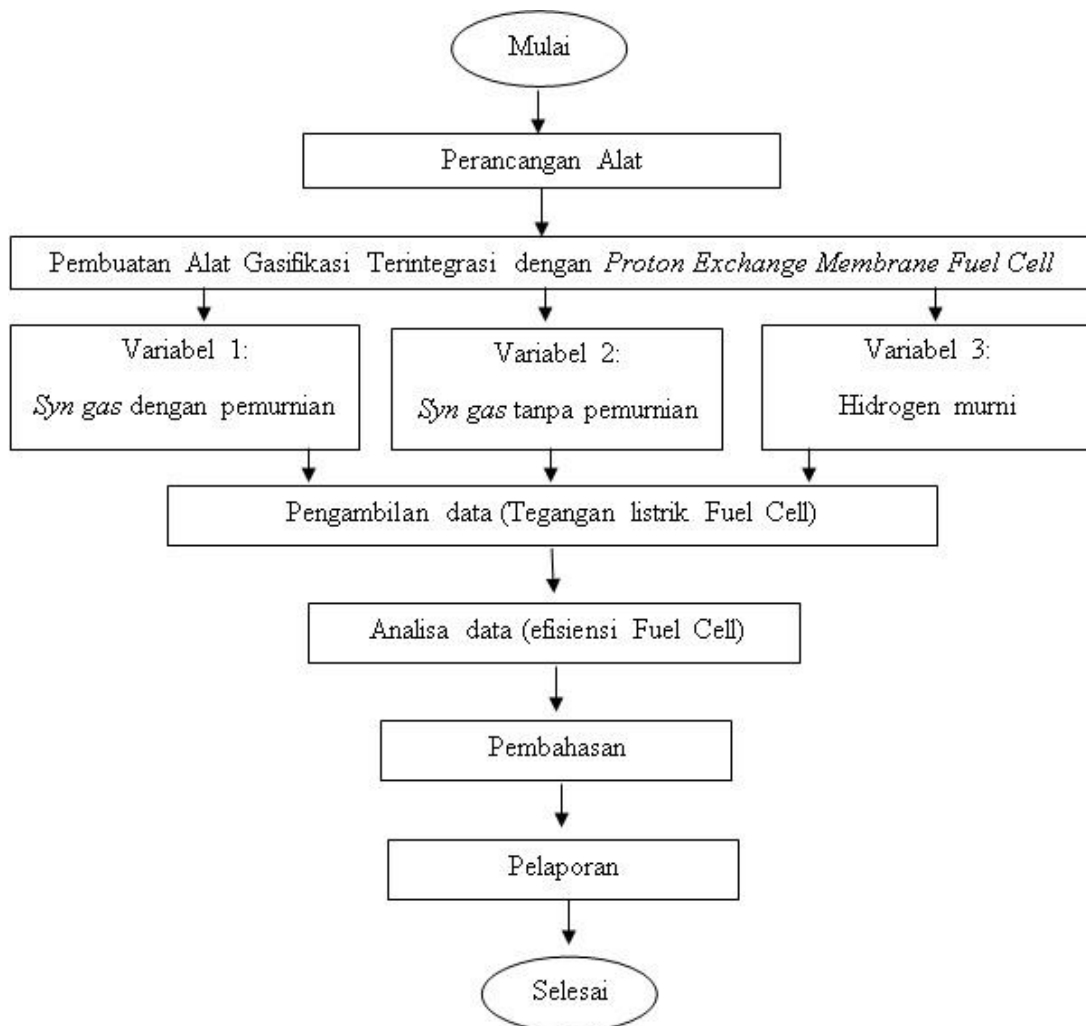 Mulai
Perancangan Alat
Pembuatan Alat Gasifikasi Terintegrasi dengan Proton Exchange Membrane Fuel Cell
Variabel 1:
Syn gas dengan pemurnian
Variabel 2:
Syn gas tanpa pemurnian
Variabel 3:
Hidrogen murni
Pengambilan data (Tegangan listrik Fuel Cell)
Analisa data (efisiensi Fuel Cell)
Pembahasan
Pelaporan
Selesai